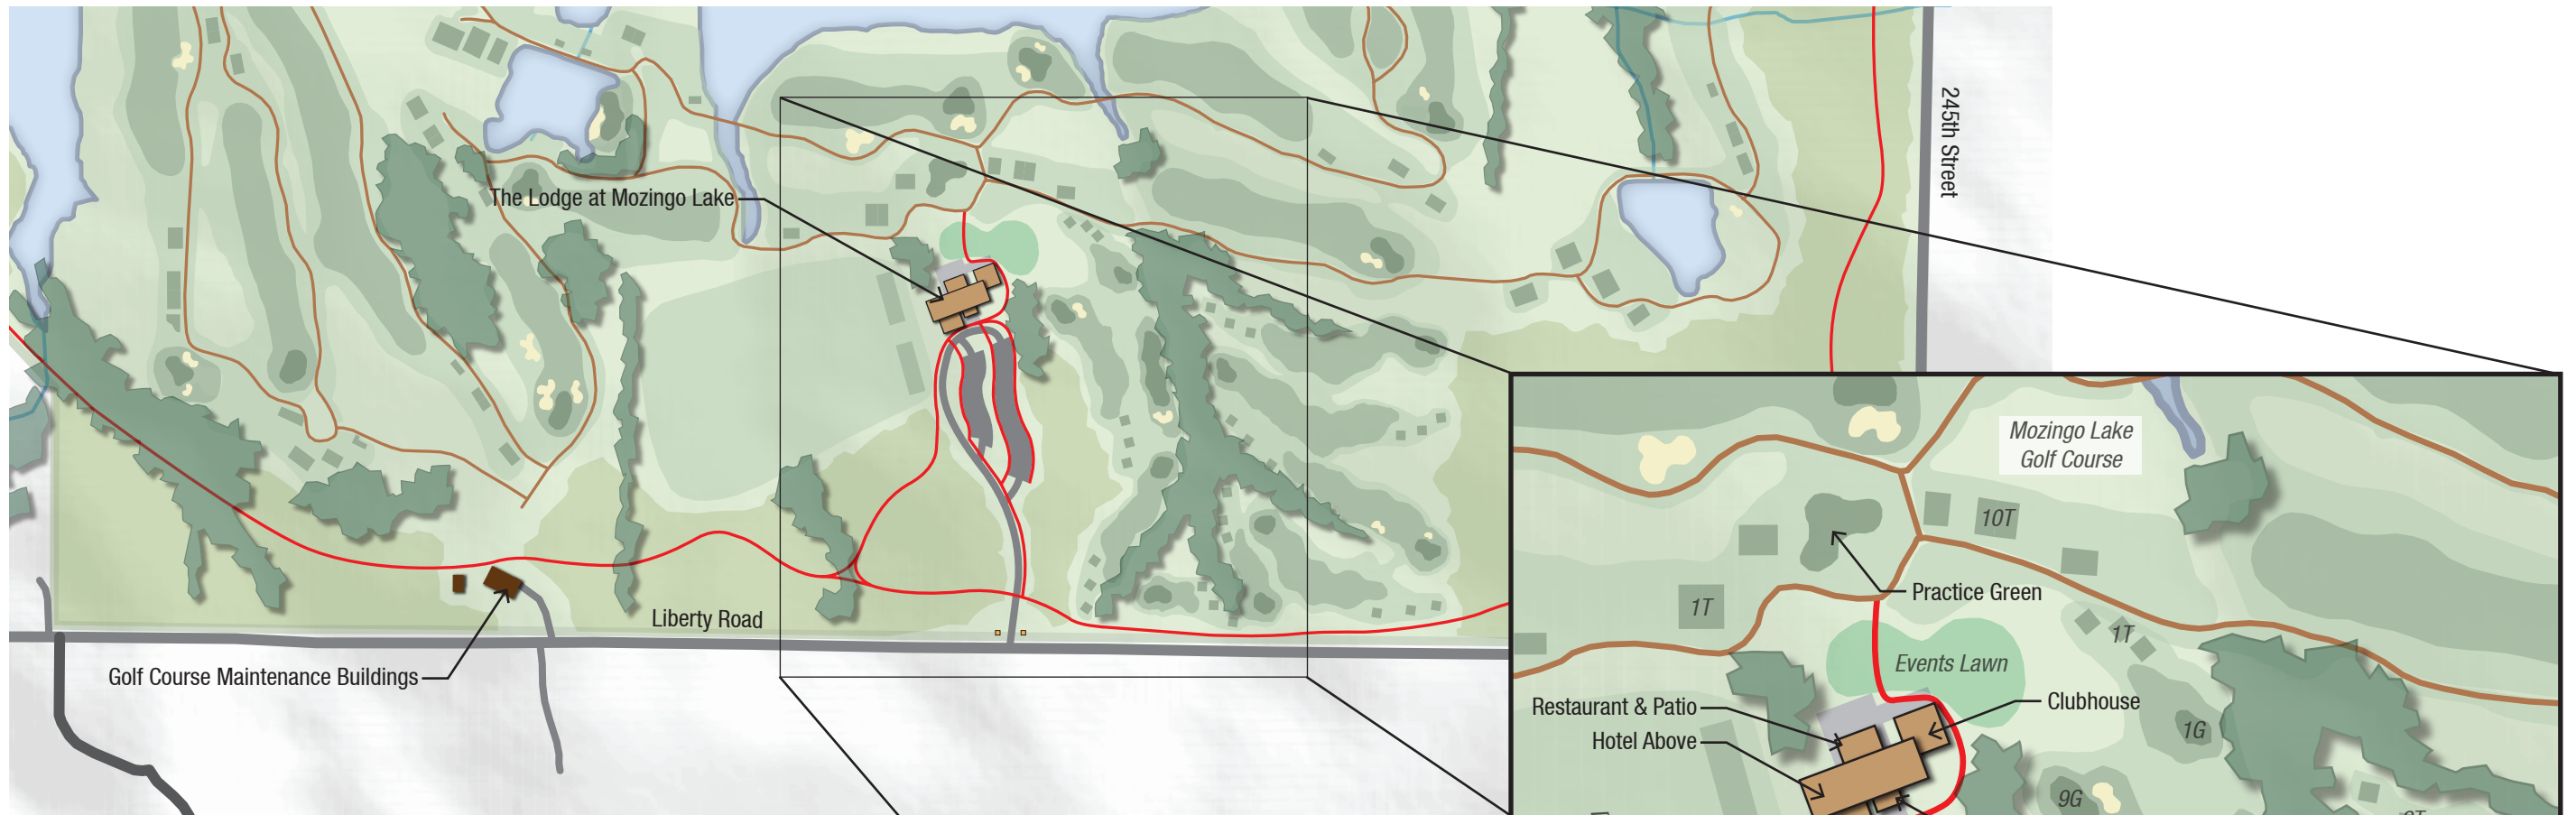 245th Street
The Lodge at Mozingo Lake
Liberty Road
Golf Course Maintenance Buildings
Mozingo Lake
Golf Course
10T
Practice Green
1T
1T
Events Lawn
Restaurant & Patio
Clubhouse
Hotel Above
1G
9G